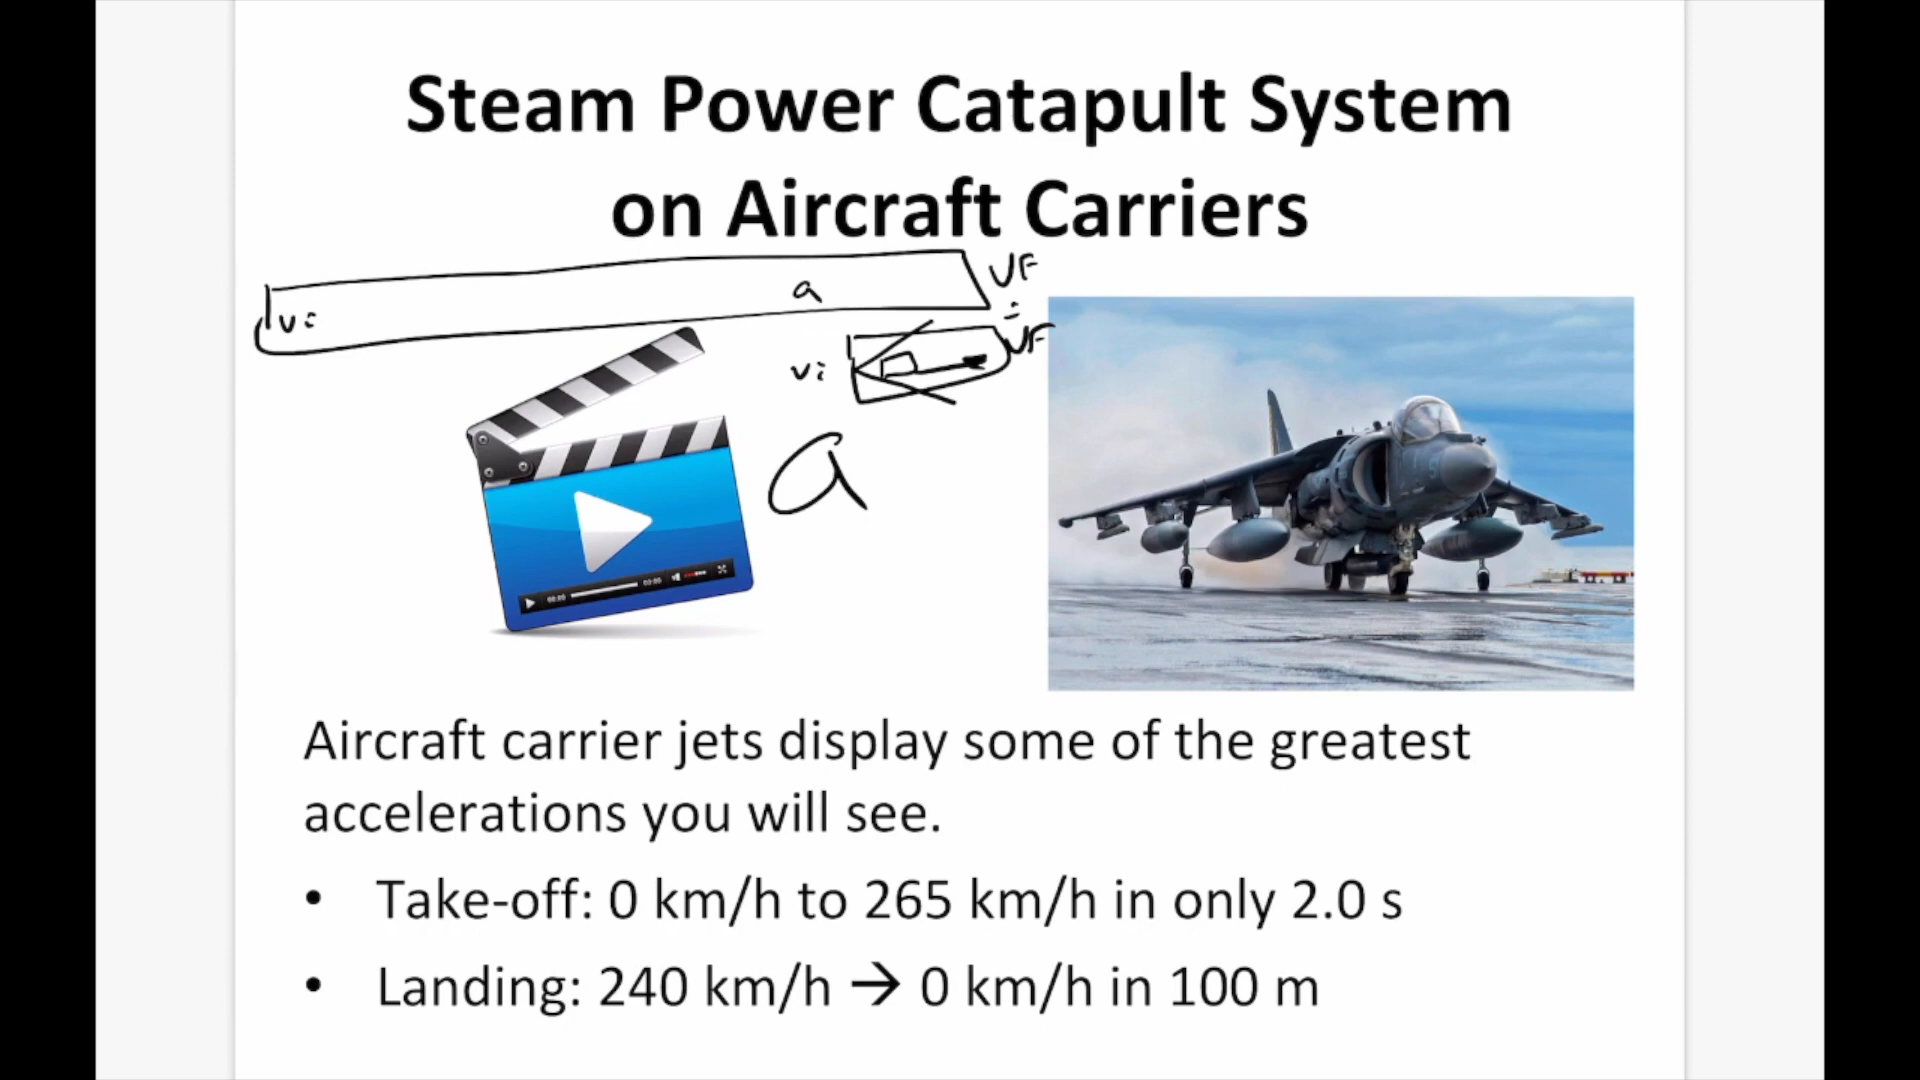 Steam Power Catapult System
on Aircraft Carriers
vi
a
VF
=
vi
VF
a
Aircraft carrier jets display some of the greatest
accelerations you will see.
• Take-off: 0 km/h to 265 km/h in only 2.0 s
• Landing: 240 km/h → 0 km/h in 100 m